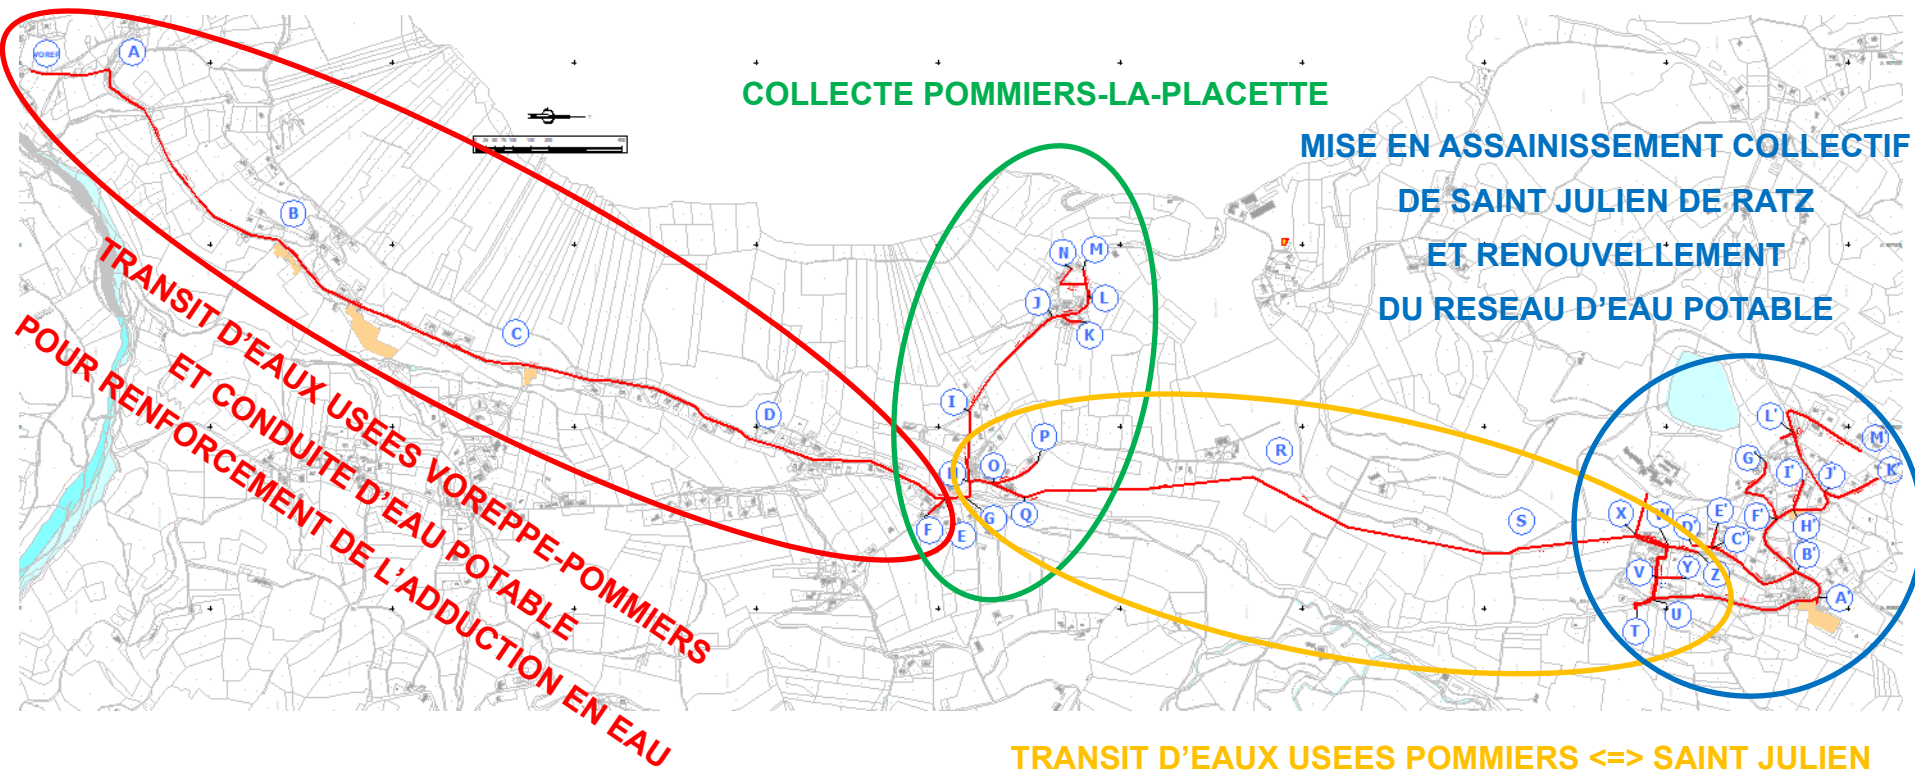 COLLECTE POMMIERS-LA-PLACETTE
MISE EN ASSAINISSEMENT COLLECTIF
DE SAINT JULIEN DE RATZ
ET RENOUVELLEMENT
DU RESEAU D'EAU POTABLE
TRANSIT D'EAUX USEES VOREPPE-POMMIERS
ET CONDUITE D'EAU POTABLE
POUR RENFORCEMENT DE L'ADDUCTION EN EAU
TRANSIT D'EAUX USEES POMMIERS <=> SAINT JULIEN
A
B
C
D
N
M
J
L
K
I
P
O
F
E
G
Q
R
S
X
W
D'
E'
C'
V
Y
Z
U
T
A'
B'
H'
F'
G'
I'
J'
K'
L'
M'